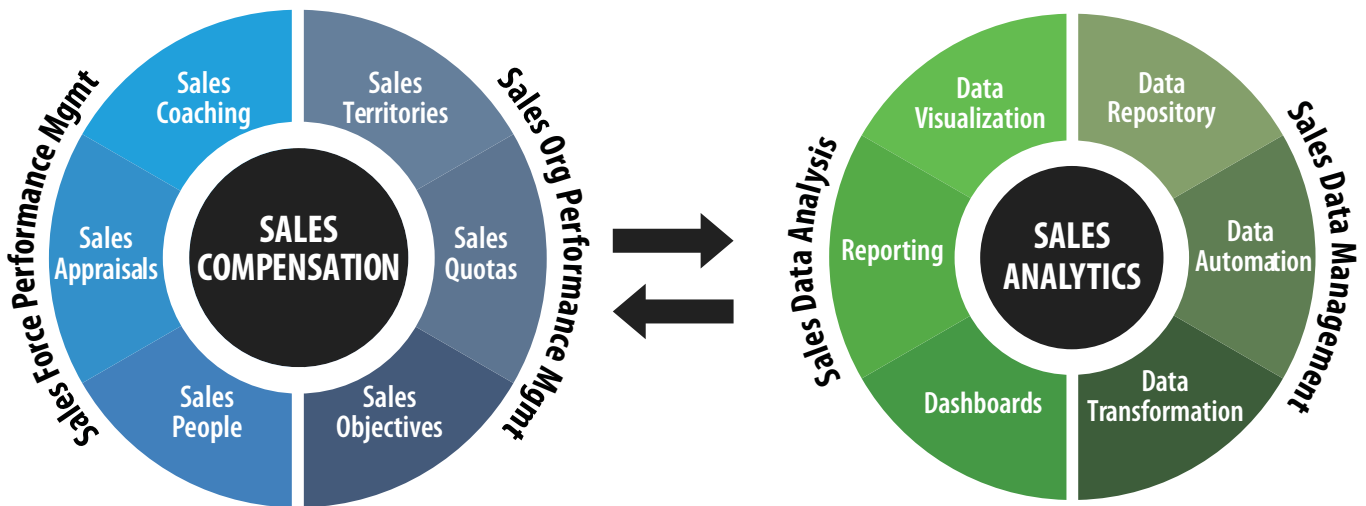 Sales Force Performance Mgmt
Sales
Coaching
Sales
Appraisals
Sales
People
SALES
COMPENSATION
Sales
Territories
Sales
Quotas
Sales
Objectives
Sales Org Performance Mgmt
Sales Data Analysis
Data
Visualization
Reporting
Dashboards
SALES
ANALYTICS
Data
Repository
Data
Automation
Data
Transformation
Sales Data Management